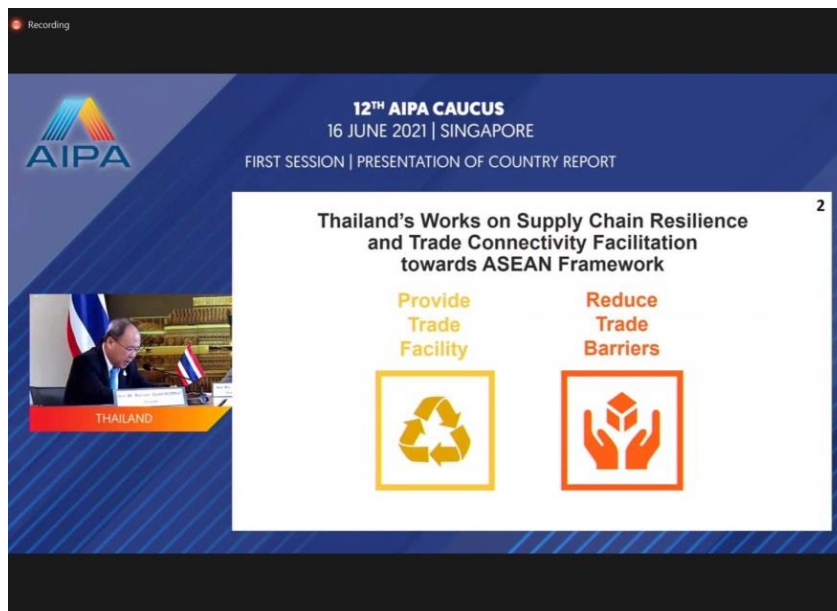 Recording
AIPA
12TH AIPA CAUCUS
16 JUNE 2021 | SINGAPORE
FIRST SESSION | PRESENTATION OF COUNTRY REPORT
2
Thailand's Works on Supply Chain Resilience
and Trade Connectivity Facilitation
towards ASEAN Framework
Provide
Trade
Facility
Reduce
Trade
Barriers
THAILAND